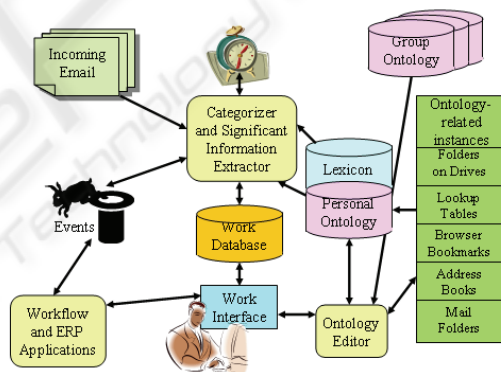 Incoming
Email
Group
Ontology
Categorizer
and Significant
Information
Extractor
Ontology-
related
instances
Folders
on Drives
Lexicon
Lookup
Tables
Personal
Ontology
Events
Work
Database
Browser
Bookmarks
Address
Books
Workflow
and ERP
Applications
Work
Interface
Ontology
Editor
Mail
Folders